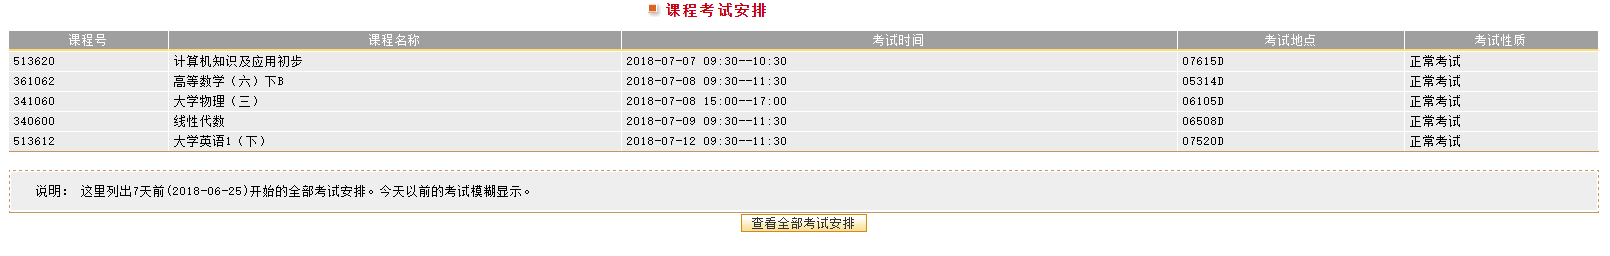 课程考试安排
课程号 课程名称 考试时间 考试地点 考试性质
513620 计算机知识及应用初步 2018-07-07 09:30--10:30 07615D 正常考试
361062 高等数学（六）下B 2018-07-08 09:30--11:30 05314D 正常考试
341060 大学物理（三） 2018-07-08 15:00--17:00 06105D 正常考试
340600 线性代数 2018-07-09 09:30--11:30 06508D 正常考试
513612 大学英语1（下） 2018-07-12 09:30--11:30 07520D 正常考试
说明： 这里列出7天前(2018-06-25)开始的全部考试安排。今天以前的考试模糊显示。
查看全部考试安排